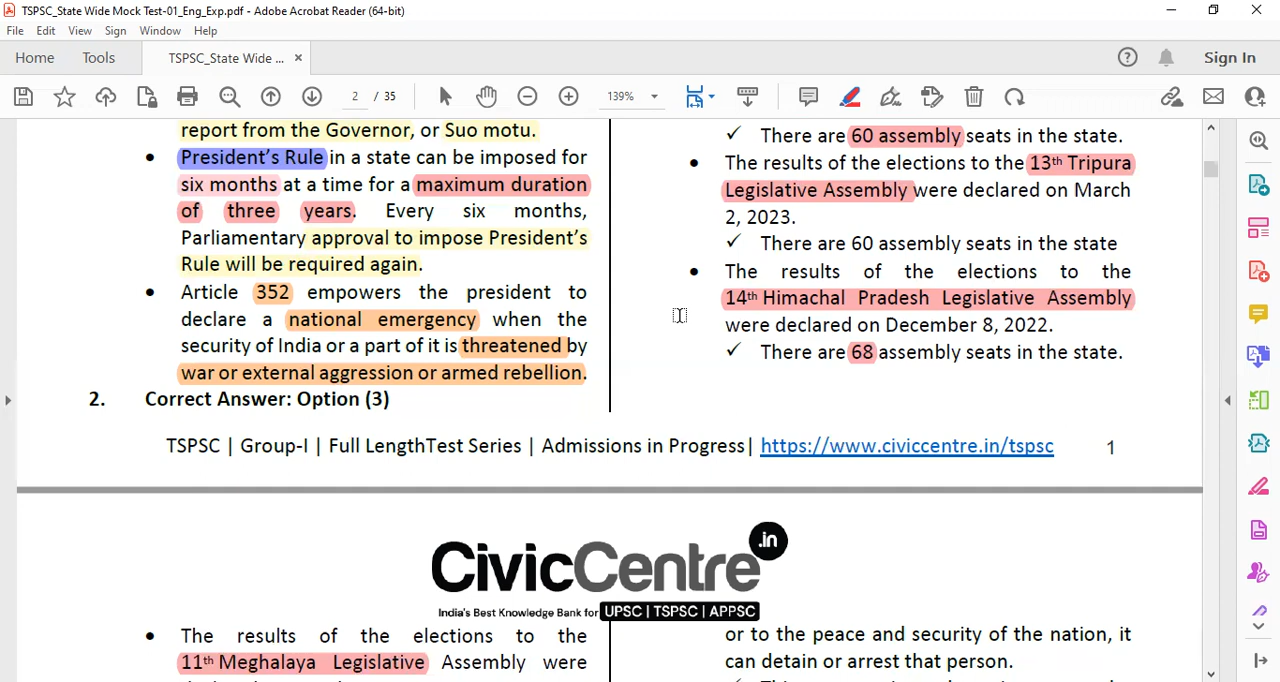 TSPSC_State Wide Mock Test-01_Eng_Exp.pdf - Adobe Acrobat Reader (64-bit)
File Edit View Sign Window Help
Home Tools TSPSC_State Wide ... × Sign In
2 / 35 139%
report from the Governor, or Suo motu.
• President's Rule in a state can be imposed for
six months at a time for a maximum duration
of three years. Every six months,
Parliamentary approval to impose President's
Rule will be required again.
• Article 352 empowers the president to
declare a national emergency when the
security of India or a part of it is threatened by
war or external aggression or armed rebellion.
2. Correct Answer: Option (3)
✓ There are 60 assembly seats in the state.
• The results of the elections to the 13th Tripura
Legislative Assembly were declared on March
2, 2023.
✓ There are 60 assembly seats in the state
• The results of the elections to the
14th Himachal Pradesh Legislative Assembly
were declared on December 8, 2022.
✓ There are 68 assembly seats in the state.
TSPSC | Group-I | Full LengthTest Series | Admissions in Progress| https://www.civiccentre.in/tspsc 1
CivicCentre .in
India's Best Knowledge Bank for UPSC | TSPSC | APPSC
• The results of the elections to the
11th Meghalaya Legislative Assembly were
or to the peace and security of the nation, it
can detain or arrest that person.